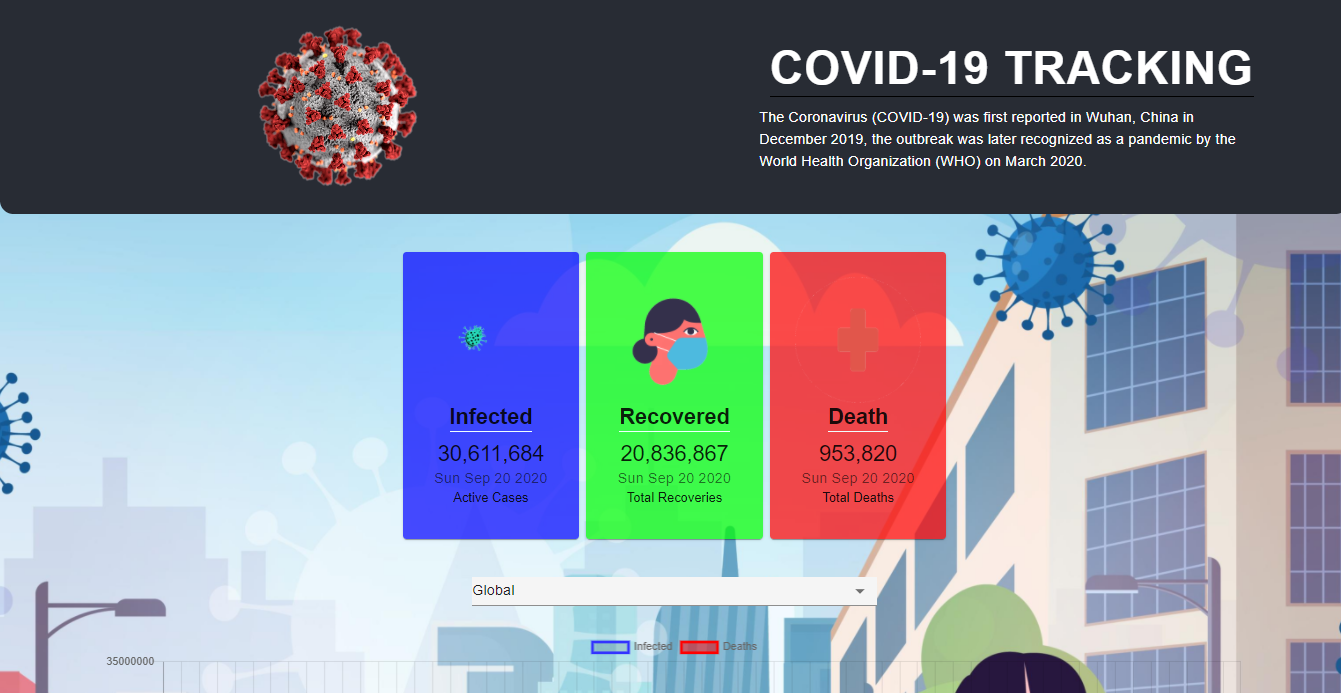 COVID-19 TRACKING
The Coronavirus (COVID-19) was first reported in Wuhan, China in
December 2019, the outbreak was later recognized as a pandemic by the
World Health Organization (WHO) on March 2020.
Infected
30,611,684
Sun Sep 20 2020
Active Cases
Recovered
20,836,867
Sun Sep 20 2020
Total Recoveries
Death
953,820
Sun Sep 20 2020
Total Deaths
Global
Infected Deaths
35000000